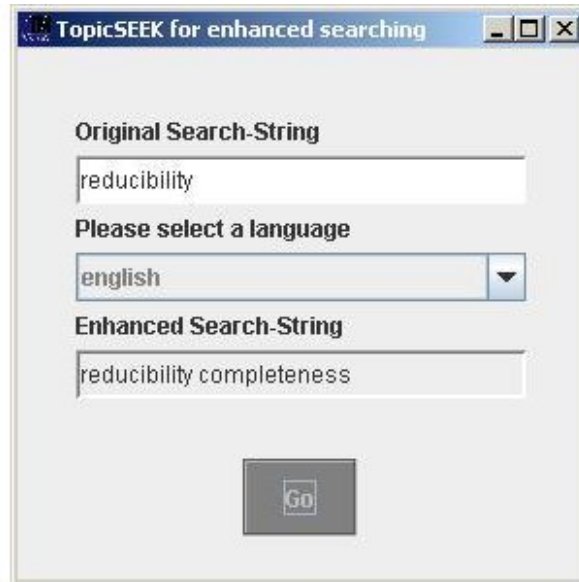 TopicSEEK for enhanced searching
Original Search-String
reducibility
Please select a language
english
Enhanced Search-String
reducibility completeness
Go